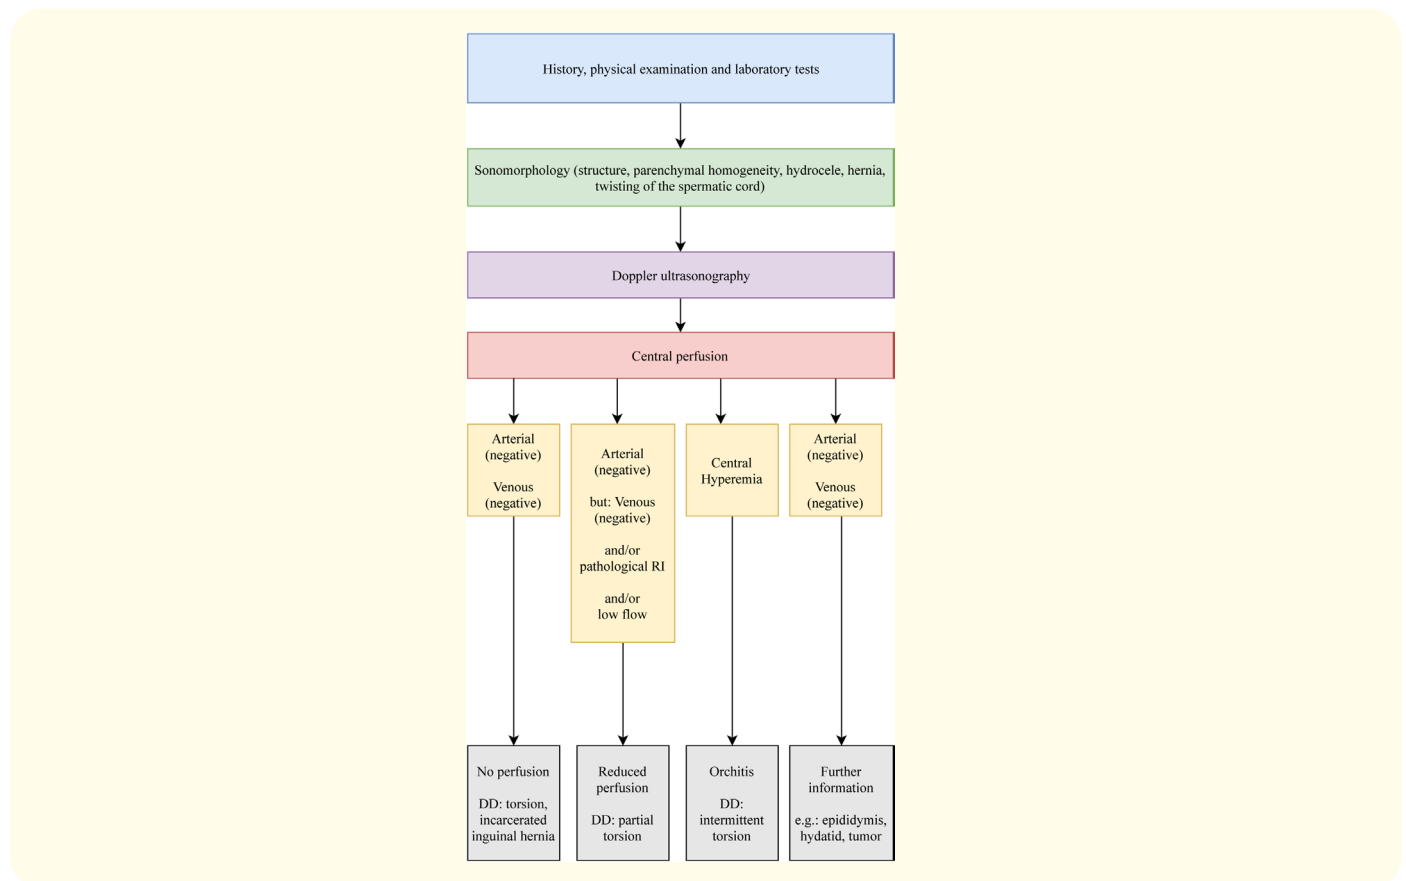 History, physical examination and laboratory tests
Sonomorphology (structure, parenchymal homogeneity, hydrocele, hernia,
twisting of the spermatic cord)
Doppler ultrasonography
Central perfusion
Arterial
(negative)
Venous
(negative)
Arterial
(negative)
but: Venous
(negative)
and/or
pathological RI
and/or
low flow
Central
Hyperemia
Arterial
(negative)
Venous
(negative)
No perfusion
DD: torsion,
incarcerated
inguinal hernia
Reduced
perfusion
DD: partial
torsion
Orchitis
DD:
intermittent
torsion
Further
information
e.g.: epididymis,
hydatid, tumor